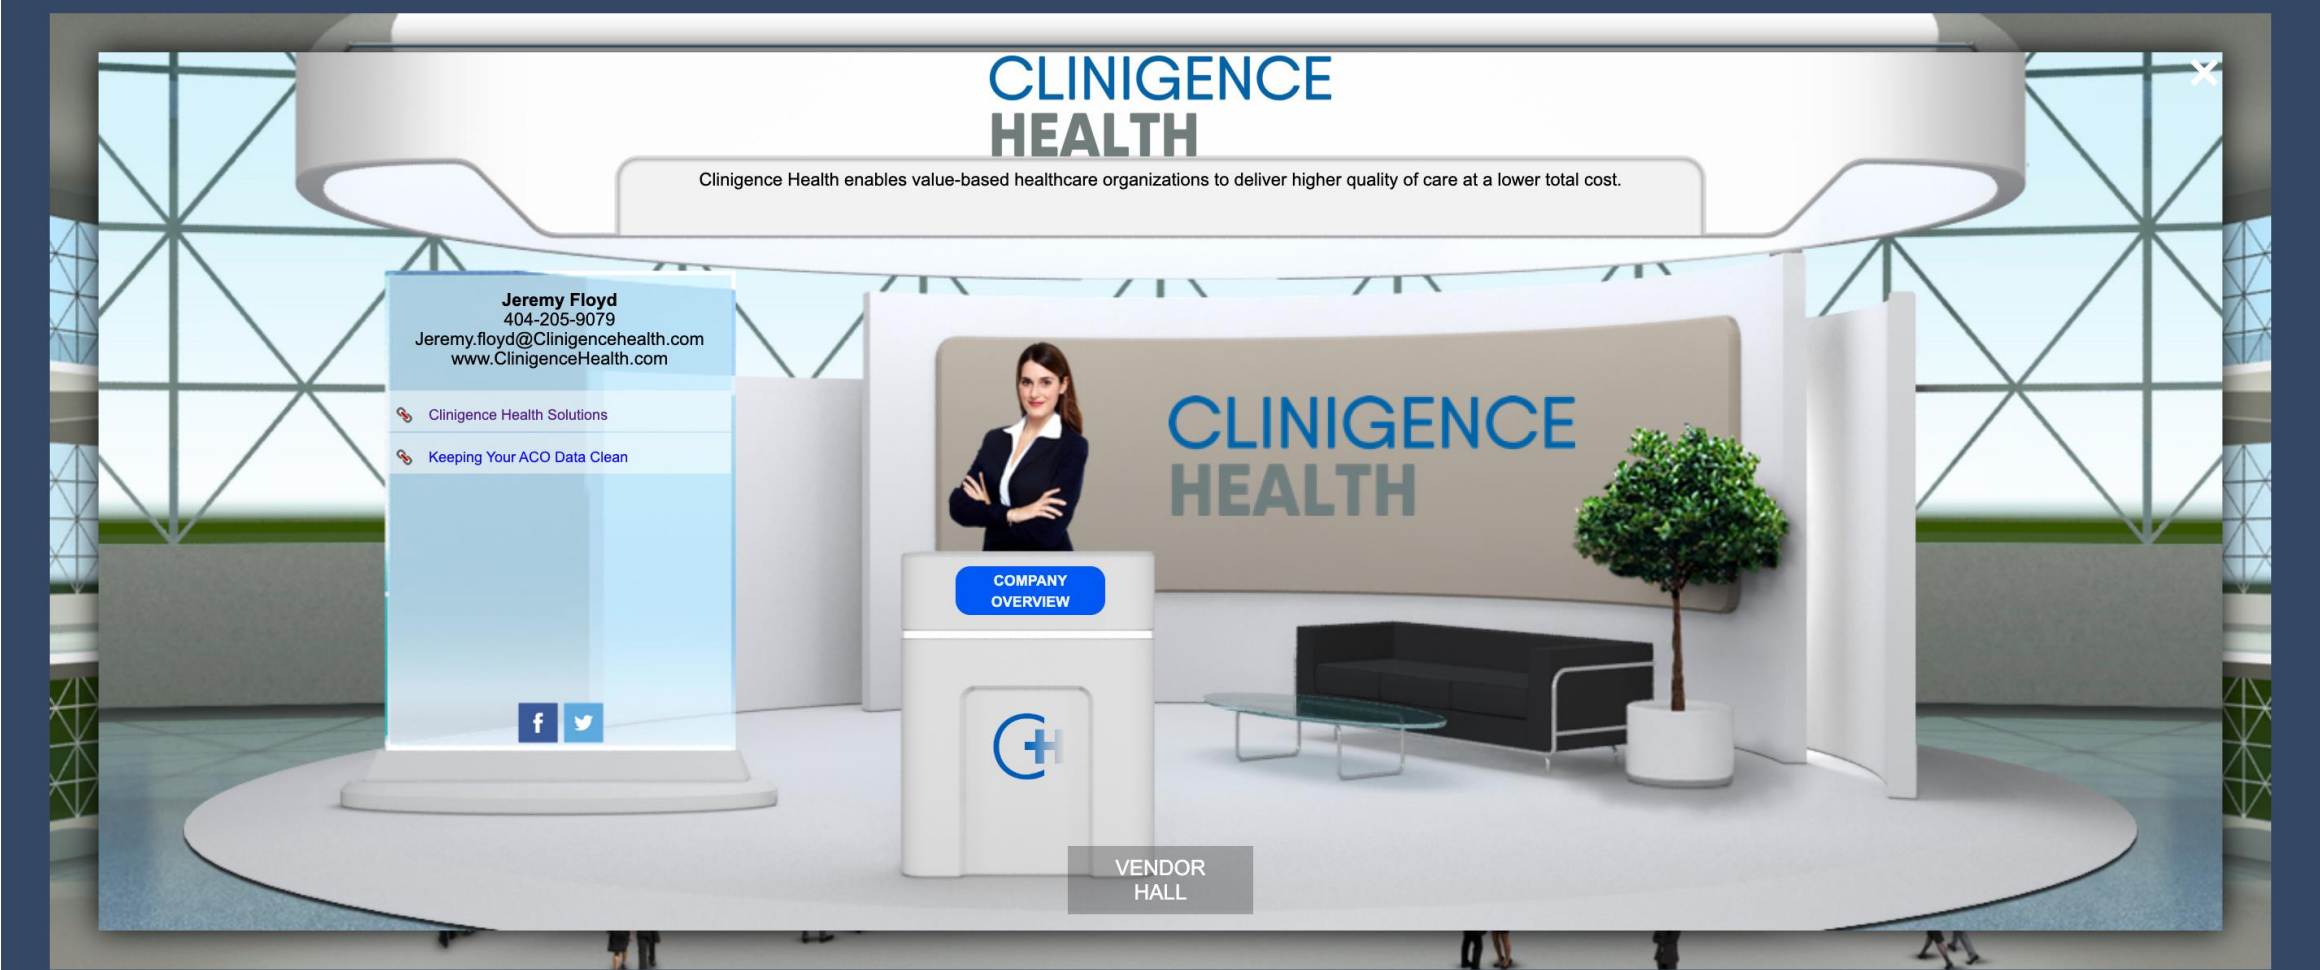 CLINIGENCE
HEALTH
Clinigence Health enables value-based healthcare organizations to deliver higher quality of care at a lower total cost.
Jeremy Floyd
404-205-9079
Jeremy.floyd@Clinigencehealth.com
www.ClinigenceHealth.com
Clinigence Health Solutions
Keeping Your ACO Data Clean
CLINIGENCE
HEALTH
COMPANY
OVERVIEW
VENDOR
HALL